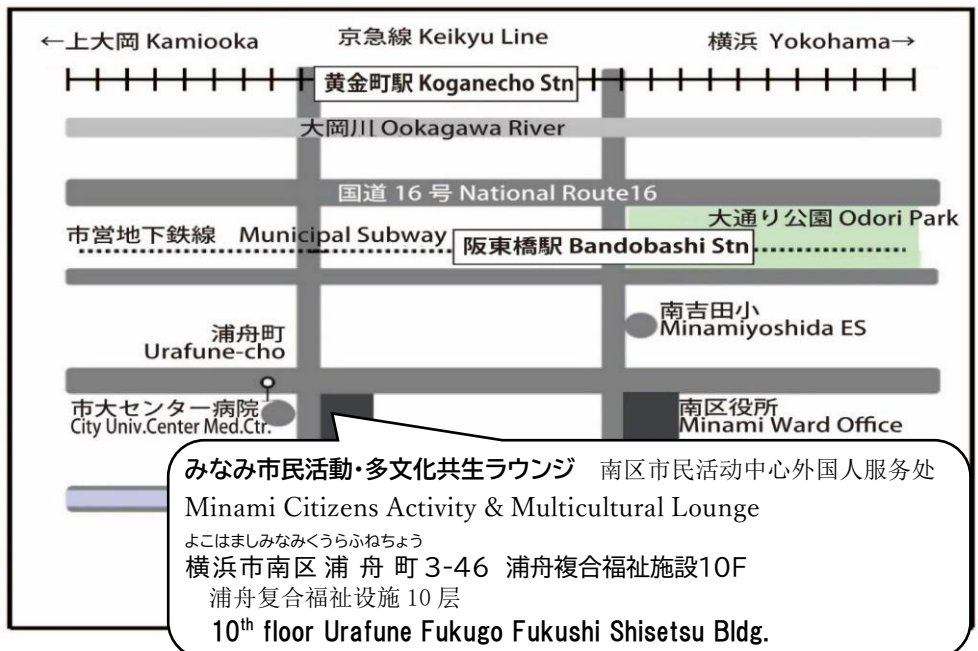 ←上大岡 Kamiooka
京急線 Keikyu Line
横浜 Yokohama→
黄金町駅 Koganecho Stn
大岡川 Ookagawa River
国道 16 号 National Route16
大通り公園 Odori Park
市営地下鉄線 Municipal Subway
阪東橋駅 Bandobashi Stn
南吉田小
Minamiyoshida ES
浦舟町
Urafune-cho
市大センター病院
City Univ.Center Med.Ctr.
南区役所
Minami Ward Office
みなみ市民活動・多文化共生ラウンジ 南区市民活动中心外国人服务处
Minami Citizens Activity & Multicultural Lounge
よこはましみなみくうらふねちょう
横浜市南区 浦 舟 町 3-46 浦舟複合福祉施設10F
浦舟复合福祉设施 10 层
10th floor Urafune Fukugo Fukushi Shisetsu Bldg.